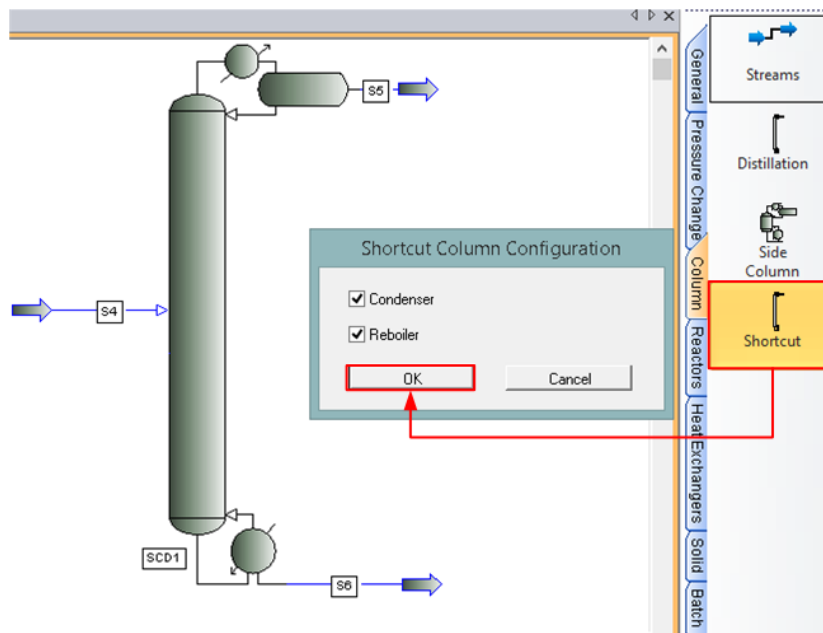 S5
S4
SCD1
S6
Shortcut Column Configuration
Condenser
Reboiler
OK
Cancel
General
Pressure Change
Column
Reactors
Heat Exchangers
Solid
Batch
Streams
Distillation
Side
Column
Shortcut